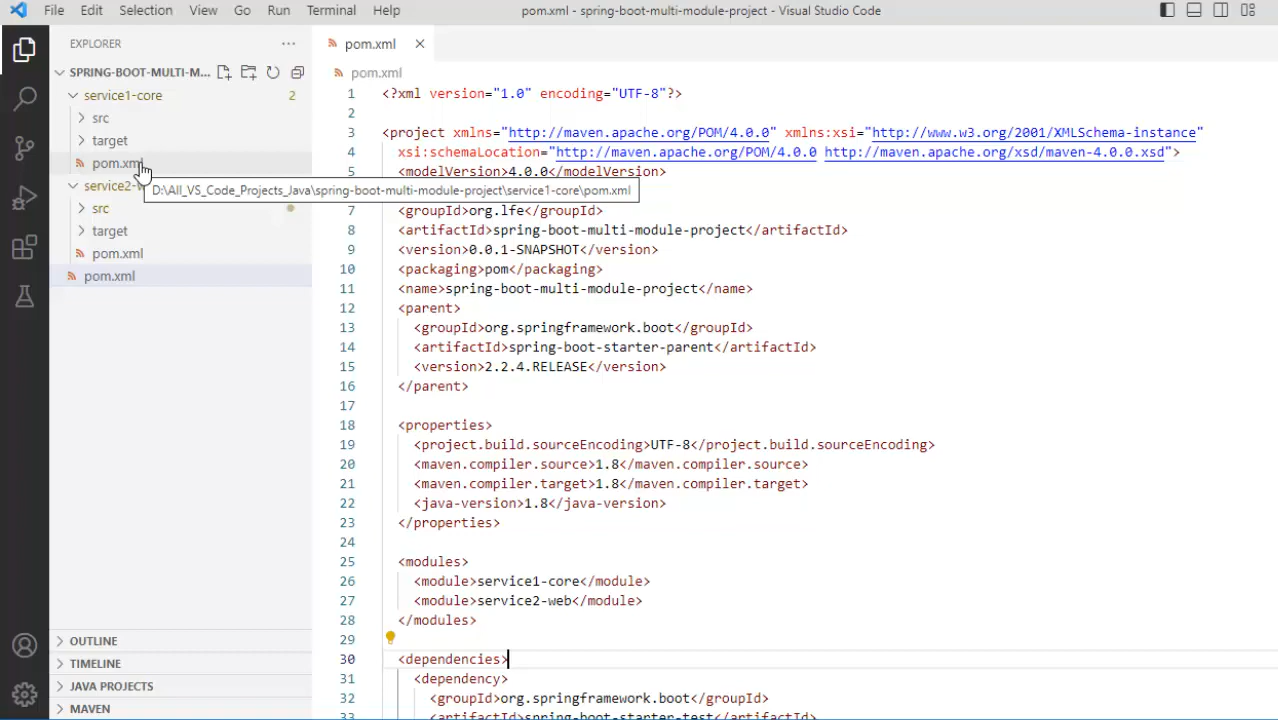 File Edit Selection View Go Run Terminal Help pom.xml - spring-boot-multi-module-project - Visual Studio Code
EXPLORER
SPRING-BOOT-MULTI-M...
service1-core 2
src
target
pom.xml
service2-
src
target
pom.xml
pom.xml
D:\All_VS_Code_Projects_Java\spring-boot-multi-module-project\service1-core\pom.xml
OUTLINE
TIMELINE
JAVA PROJECTS
MAVEN
pom.xml
pom.xml
1 <?xml version="1.0" encoding="UTF-8"?>
2
3 <project xmlns="http://maven.apache.org/POM/4.0.0" xmlns:xsi="http://www.w3.org/2001/XMLSchema-instance"
4 xsi:schemaLocation="http://maven.apache.org/POM/4.0.0 http://maven.apache.org/xsd/maven-4.0.0.xsd">
5 <modelVersion>4.0.0</modelVersion>
7 <groupId>org.lfe</groupId>
8 <artifactId>spring-boot-multi-module-project</artifactId>
9 <version>0.0.1-SNAPSHOT</version>
10 <packaging>pom</packaging>
11 <name>spring-boot-multi-module-project</name>
12 <parent>
13 <groupId>org.springframework.boot</groupId>
14 <artifactId>spring-boot-starter-parent</artifactId>
15 <version>2.2.4.RELEASE</version>
16 </parent>
17
18 <properties>
19 <project.build.sourceEncoding>UTF-8</project.build.sourceEncoding>
20 <maven.compiler.source>1.8</maven.compiler.source>
21 <maven.compiler.target>1.8</maven.compiler.target>
22 <java-version>1.8</java-version>
23 </properties>
24
25 <modules>
26 <module>service1-core</module>
27 <module>service2-web</module>
28 </modules>
29
30 <dependencies>
31 <dependency>
32 <groupId>org.springframework.boot</groupId>
33 <artifactId>spring-boot-starter-test</artifactId>